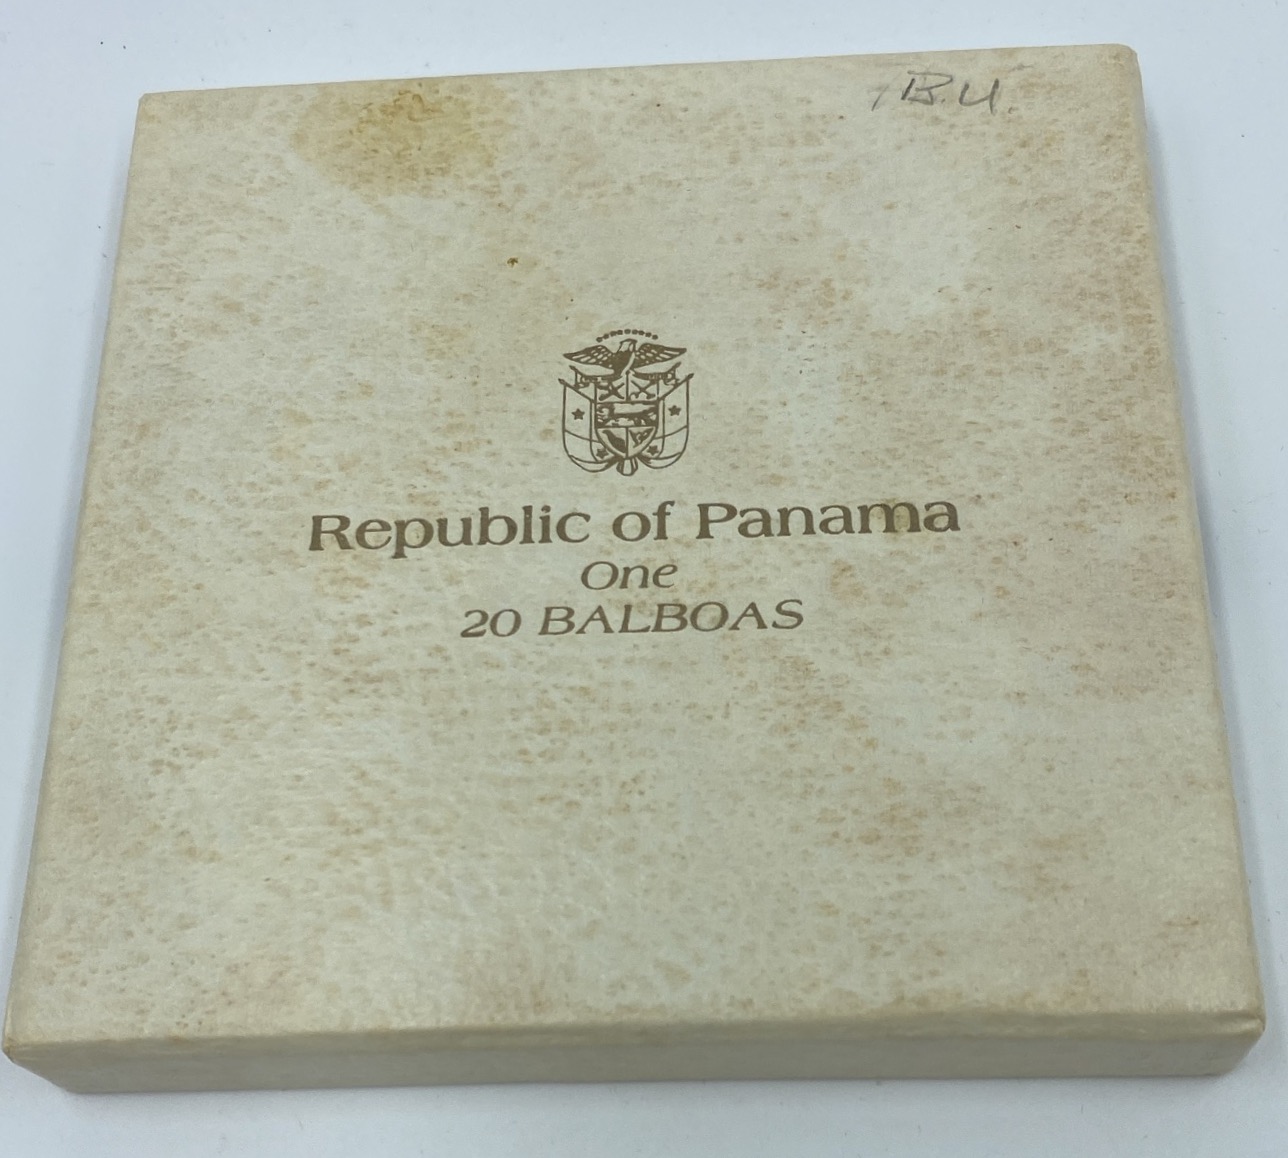 B.U.
Republic of Panama
One
20 BALBOAS